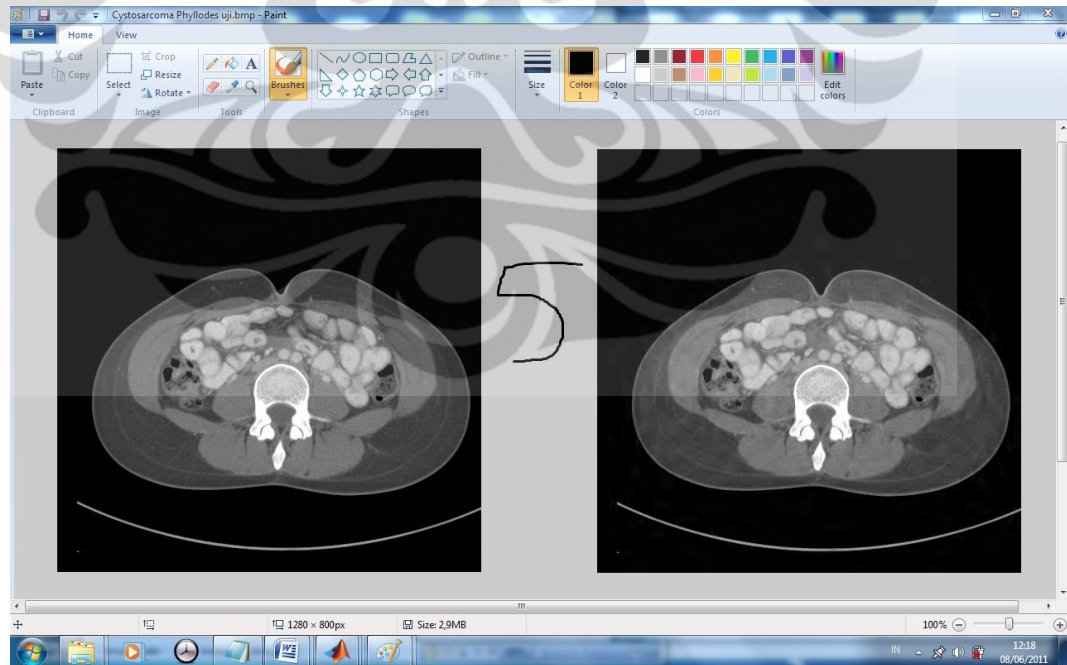 Cystosarcoma Phyllodes uji.bmp - Paint
Home View
Paste
Cut
Copy
Clipboard
Select
Crop
Resize
Rotate
Image
Tools
Brushes
Outline
Fill
Shapes
Size
Color 1
Color 2
Edit colors
Colors
5
1280 × 800px
Size: 2,9MB
100%
IN
12:18
08/06/2011